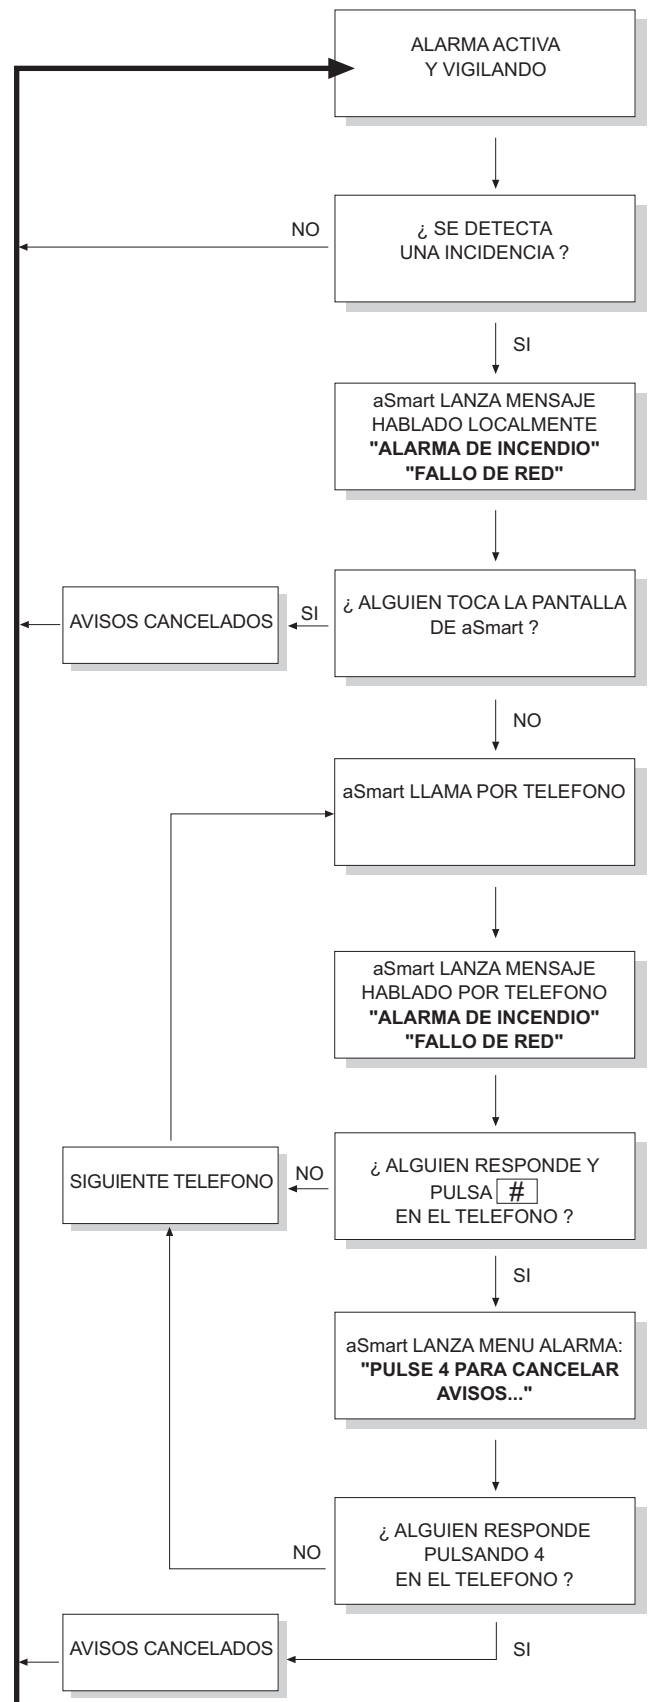 ALARMA ACTIVA
Y VIGILANDO
NO
¿ SE DETECTA
UNA INCIDENCIA ?
SI
aSmart LANZA MENSAJE
HABLADO LOCALMENTE
"ALARMA DE INCENDIO"
"FALLO DE RED"
AVISOS CANCELADOS
SI
¿ ALGUIEN TOCA LA PANTALLA
DE aSmart ?
NO
aSmart LLAMA POR TELEFONO
aSmart LANZA MENSAJE
HABLADO POR TELEFONO
"ALARMA DE INCENDIO"
"FALLO DE RED"
SIGUIENTE TELEFONO
NO
¿ ALGUIEN RESPONDE Y
PULSA #
EN EL TELEFONO ?
SI
aSmart LANZA MENU ALARMA:
"PULSE 4 PARA CANCELAR
AVISOS..."
NO
¿ ALGUIEN RESPONDE
PULSANDO 4
EN EL TELEFONO ?
AVISOS CANCELADOS
SI